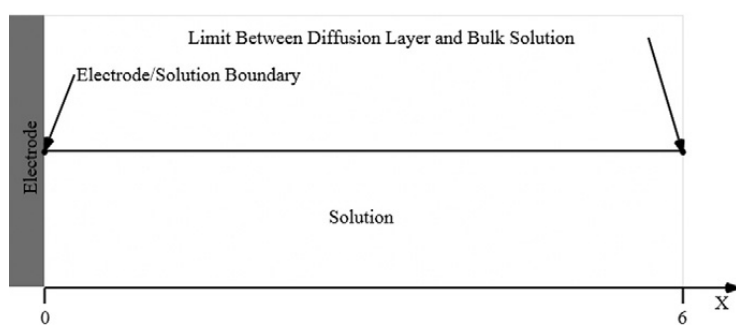 Limit Between Diffusion Layer and Bulk Solution
Electrode/Solution Boundary
Electrode
Solution
X
0
6